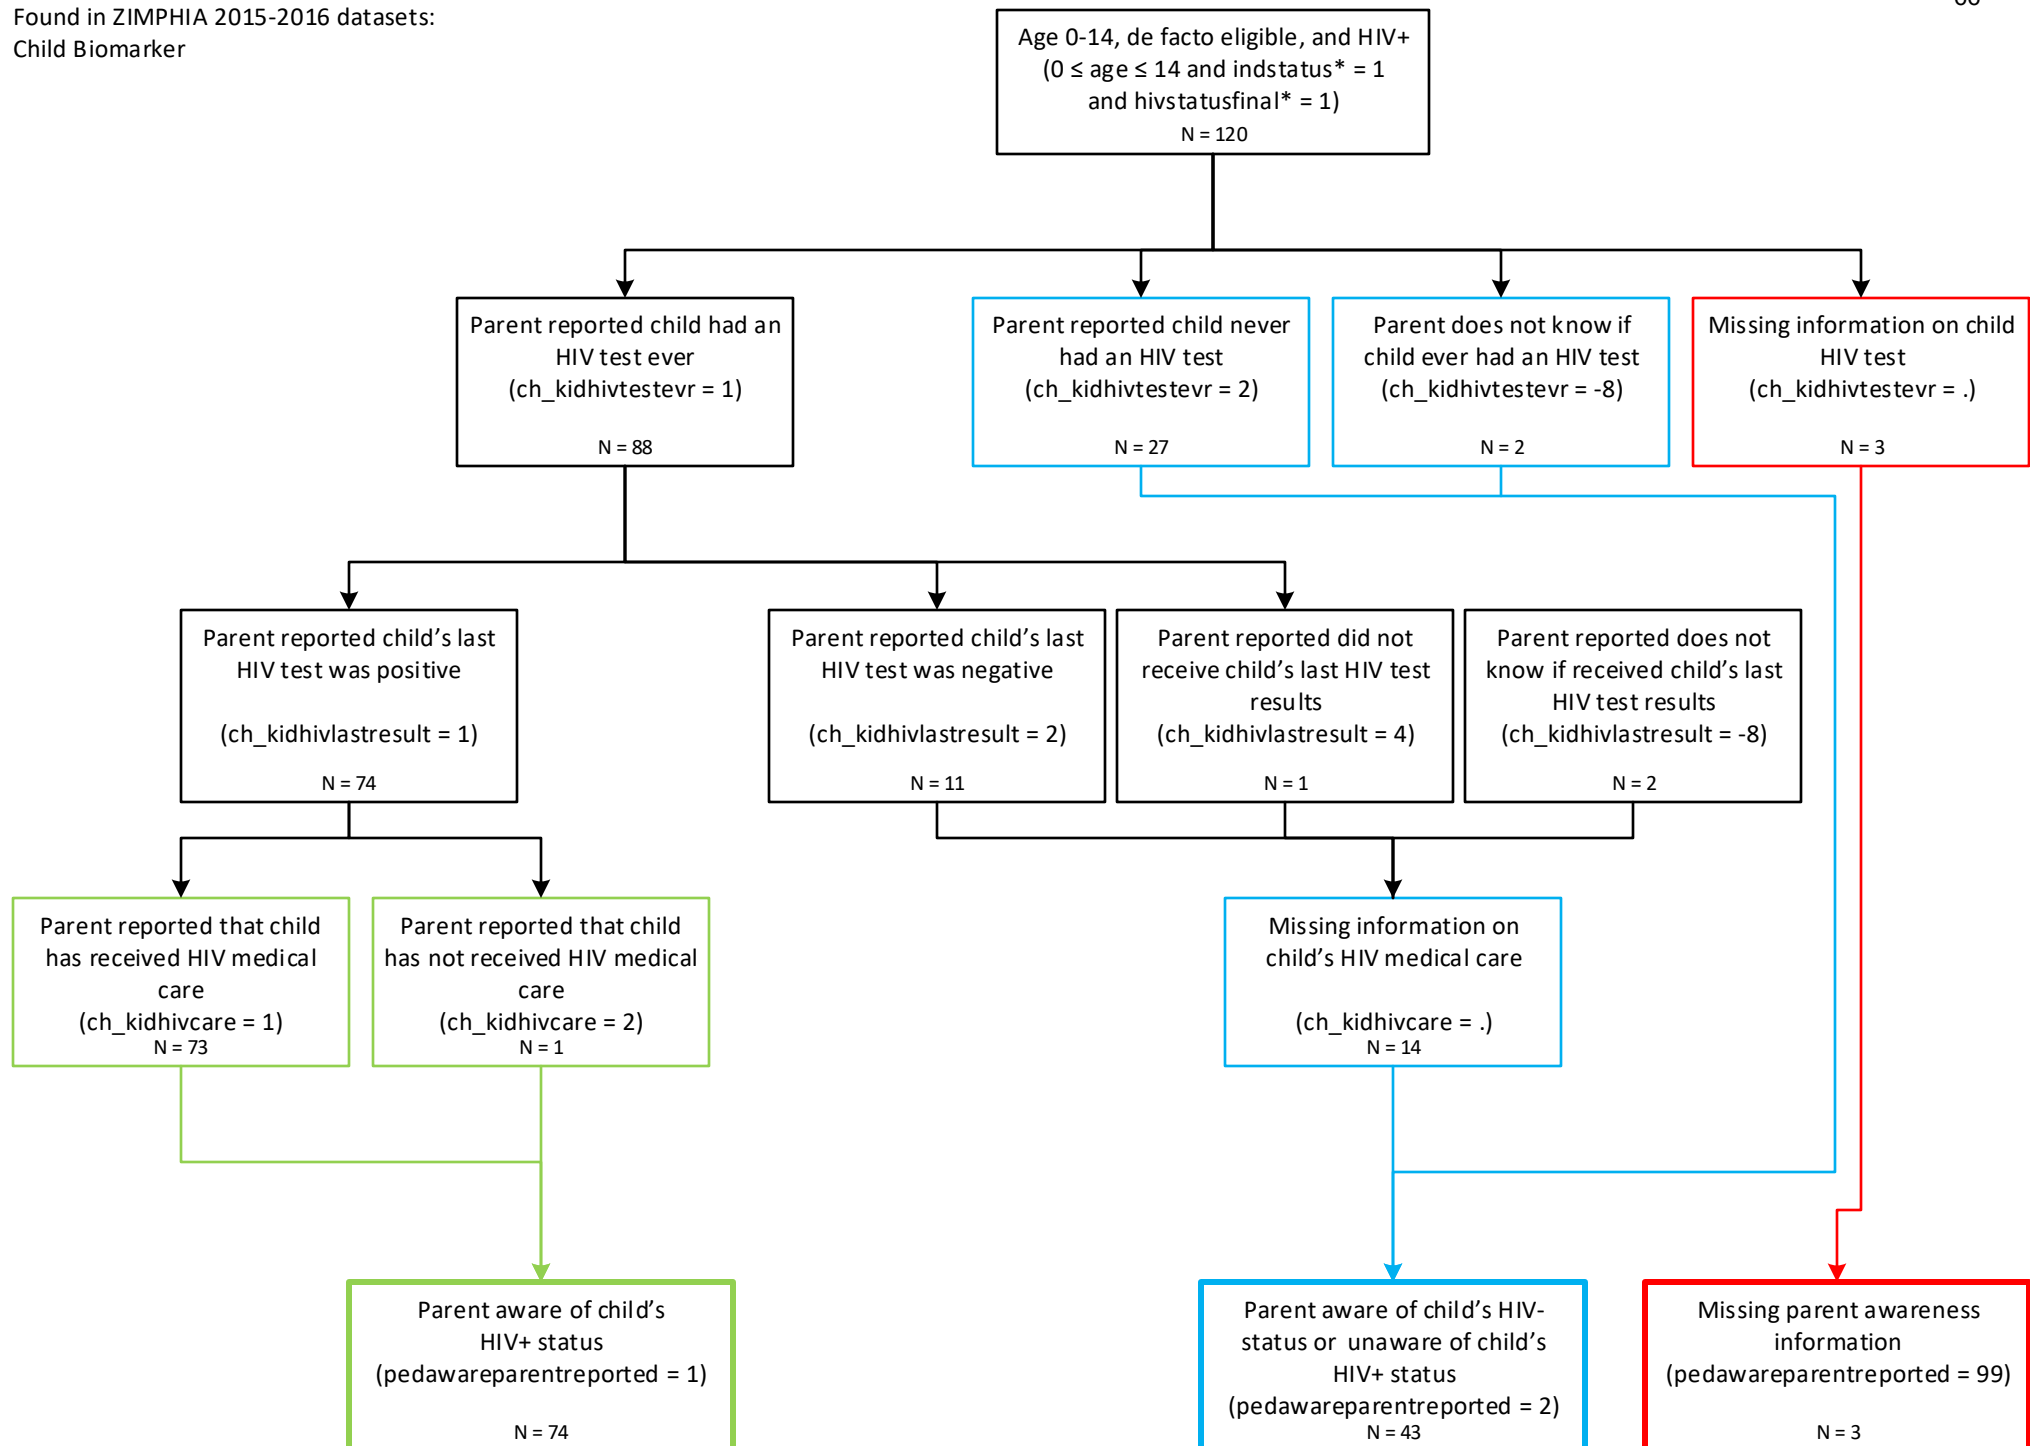 Found in ZIMPHIA 2015-2016 datasets:
Child Biomarker
Age 0-14, de facto eligible, and HIV+
(0 ≤ age ≤ 14 and indstatus* = 1
and hivstatusfinal* = 1)
N = 120
Parent reported child had an
HIV test ever
(ch_kidhivtestevr = 1)
N = 88
Parent reported child never
had an HIV test
(ch_kidhivtestevr = 2)
N = 27
Parent does not know if
child ever had an HIV test
(ch_kidhivtestevr = -8)
N = 2
Missing information on child
HIV test
(ch_kidhivtestevr = .)
N = 3
Parent reported child’s last
HIV test was positive
(ch_kidhivlastresult = 1)
N = 74
Parent reported child’s last
HIV test was negative
(ch_kidhivlastresult = 2)
N = 11
Parent reported did not
receive child’s last HIV test
results
(ch_kidhivlastresult = 4)
N = 1
Parent reported does not
know if received child’s last
HIV test results
(ch_kidhivlastresult = -8)
N = 2
Parent reported that child
has received HIV medical
care
(ch_kidhivcare = 1)
N = 73
Parent reported that child
has not received HIV medical
care
(ch_kidhivcare = 2)
N = 1
Missing information on
child’s HIV medical care
(ch_kidhivcare = .)
N = 14
Parent aware of child’s
HIV+ status
(pedawareparentreported = 1)
N = 74
Parent aware of child’s HIV-
status or unaware of child’s
HIV+ status
(pedawareparentreported = 2)
N = 43
Missing parent awareness
information
(pedawareparentreported = 99)
N = 3